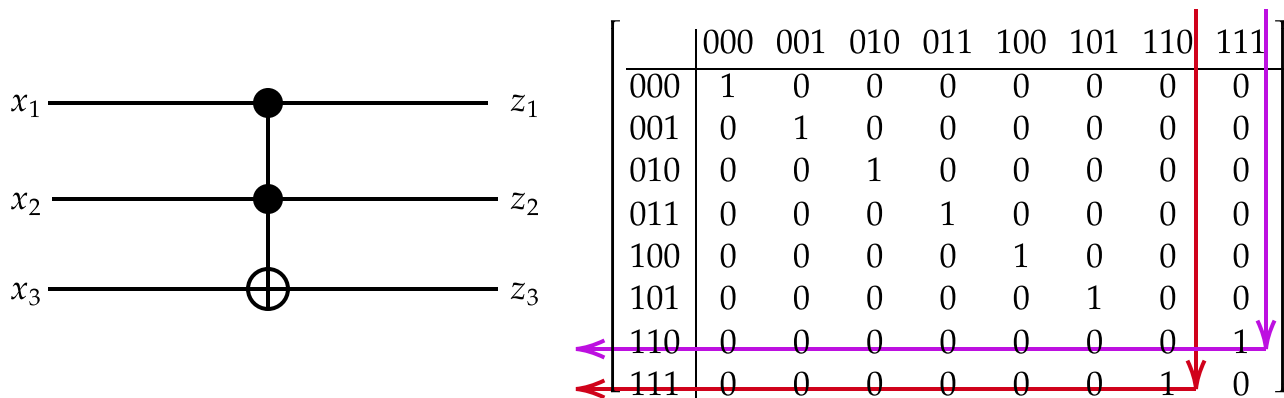 x₁ z₁
x₂ z₂
x₃ z₃
000 001 010 011 100 101 110 111
000 1 0 0 0 0 0 0 0
001 0 1 0 0 0 0 0 0
010 0 0 1 0 0 0 0 0
011 0 0 0 1 0 0 0 0
100 0 0 0 0 1 0 0 0
101 0 0 0 0 0 1 0 0
110 0 0 0 0 0 0 0 1
111 0 0 0 0 0 0 1 0